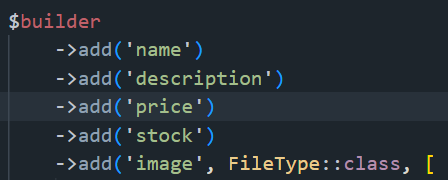 $builder
->add('name')
->add('description')
->add('price')
->add('stock')
->add('image', FileType::class, [